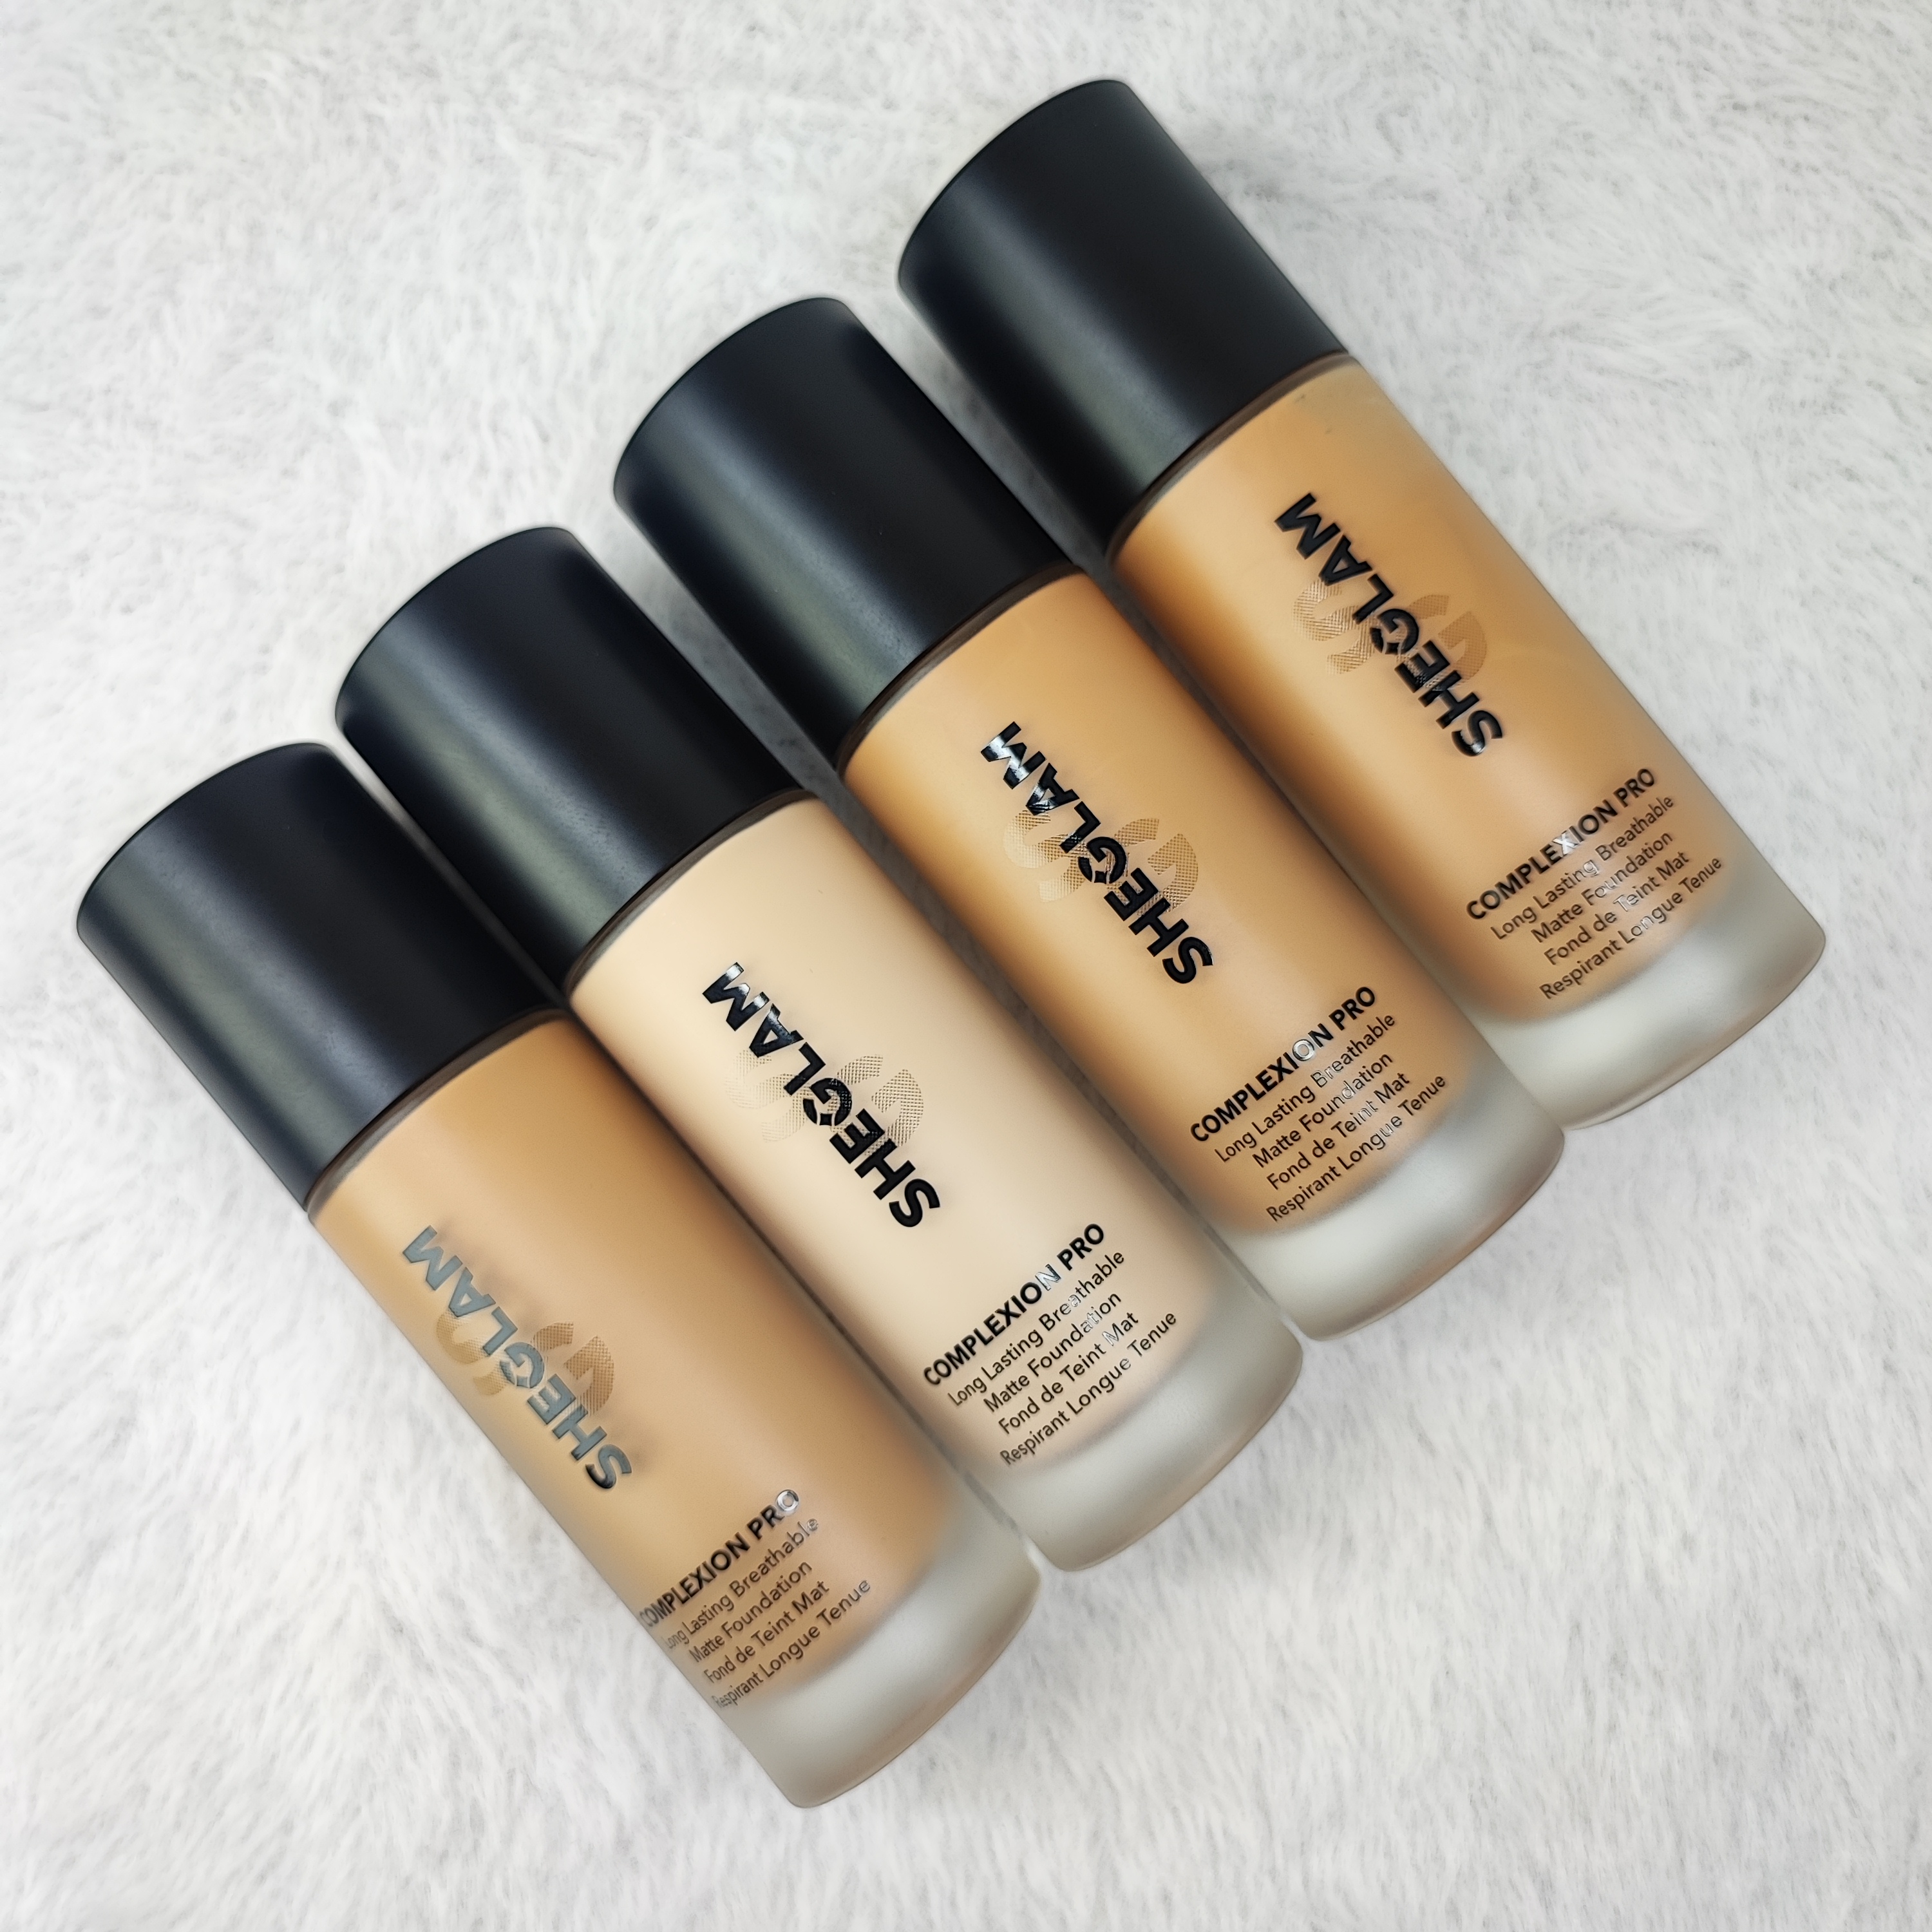 SHEGLAM
COMPLEXION PRO
Long Lasting Breathable
Matte Foundation
Fond de Teint Mat
Respirant Longue Tenue
SHEGLAM
COMPLEXION PRO
Long Lasting Breathable
Matte Foundation
Fond de Teint Mat
Respirant Longue Tenue
SHEGLAM
COMPLEXION PRO
Long Lasting Breathable
Matte Foundation
Fond de Teint Mat
Respirant Longue Tenue
SHEGLAM
COMPLEXION PRO
Long Lasting Breathable
Matte Foundation
Fond de Teint Mat
Respirant Longue Tenue